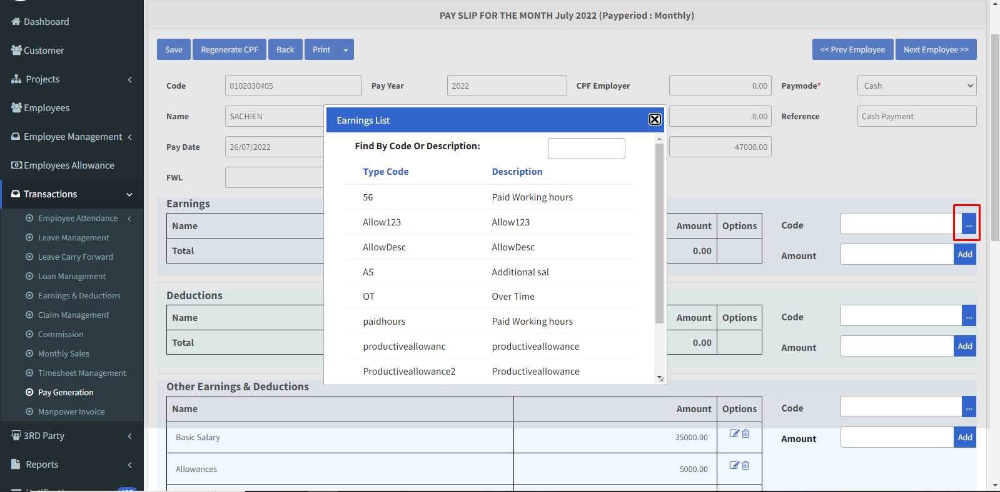 Dashboard
Customer
Projects
Employees
Employee Management
Employees Allowance
Transactions
Employee Attendance
Leave Management
Leave Carry Forward
Loan Management
Earnings & Deductions
Claim Management
Commission
Monthly Sales
Timesheet Management
Pay Generation
Manpower Invoice
3RD Party
Reports
PAY SLIP FOR THE MONTH July 2022 (Payperiod : Monthly)
Save Regenerate CPF Back Print << Prev Employee Next Employee >>
Code 0102030405 Pay Year 2022 CPF Employer 0.00 Paymode* Cash
Name SACHIEN 0.00 Reference Cash Payment
Pay Date 26/07/2022 47000.00
FWL
Earnings List
Find By Code Or Description:
Type Code Description
56 Paid Working hours
Allow123 Allow123
AllowDesc AllowDesc
AS Additional sal
OT Over Time
paidhours Paid Working hours
productiveallowanc productiveallowance
Productiveallowance2 Productiveallowance
Earnings
Name Amount Options Code ...
Total 0.00 Amount Add
Deductions
Name Amount Options Code ...
Total 0.00 Amount Add
Other Earnings & Deductions
Name Amount Options Code ...
Basic Salary 35000.00 Amount Add
Allowances 5000.00